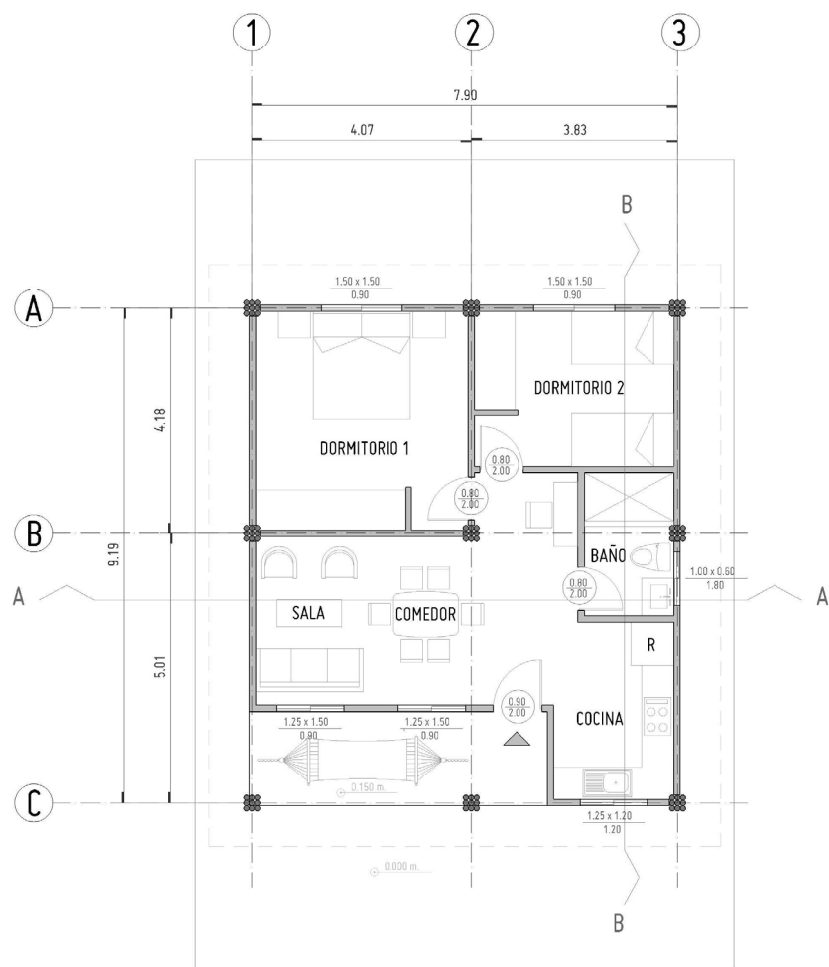 1
2
3
7.90
4.07
3.83
B
1.50 x 1.50
0.90
1.50 x 1.50
0.90
A
4.18
DORMITORIO 2
DORMITORIO 1
0.80
2.00
0.80
2.00
B
9.19
BAÑO
1.00 x 0.60
1.80
0.80
2.00
A
A
SALA
COMEDOR
R
5.01
0.90
2.00
COCINA
1.25 x 1.50
0.90
1.25 x 1.50
0.90
0.150 m.
C
1.25 x 1.20
1.20
0.000 m.
B